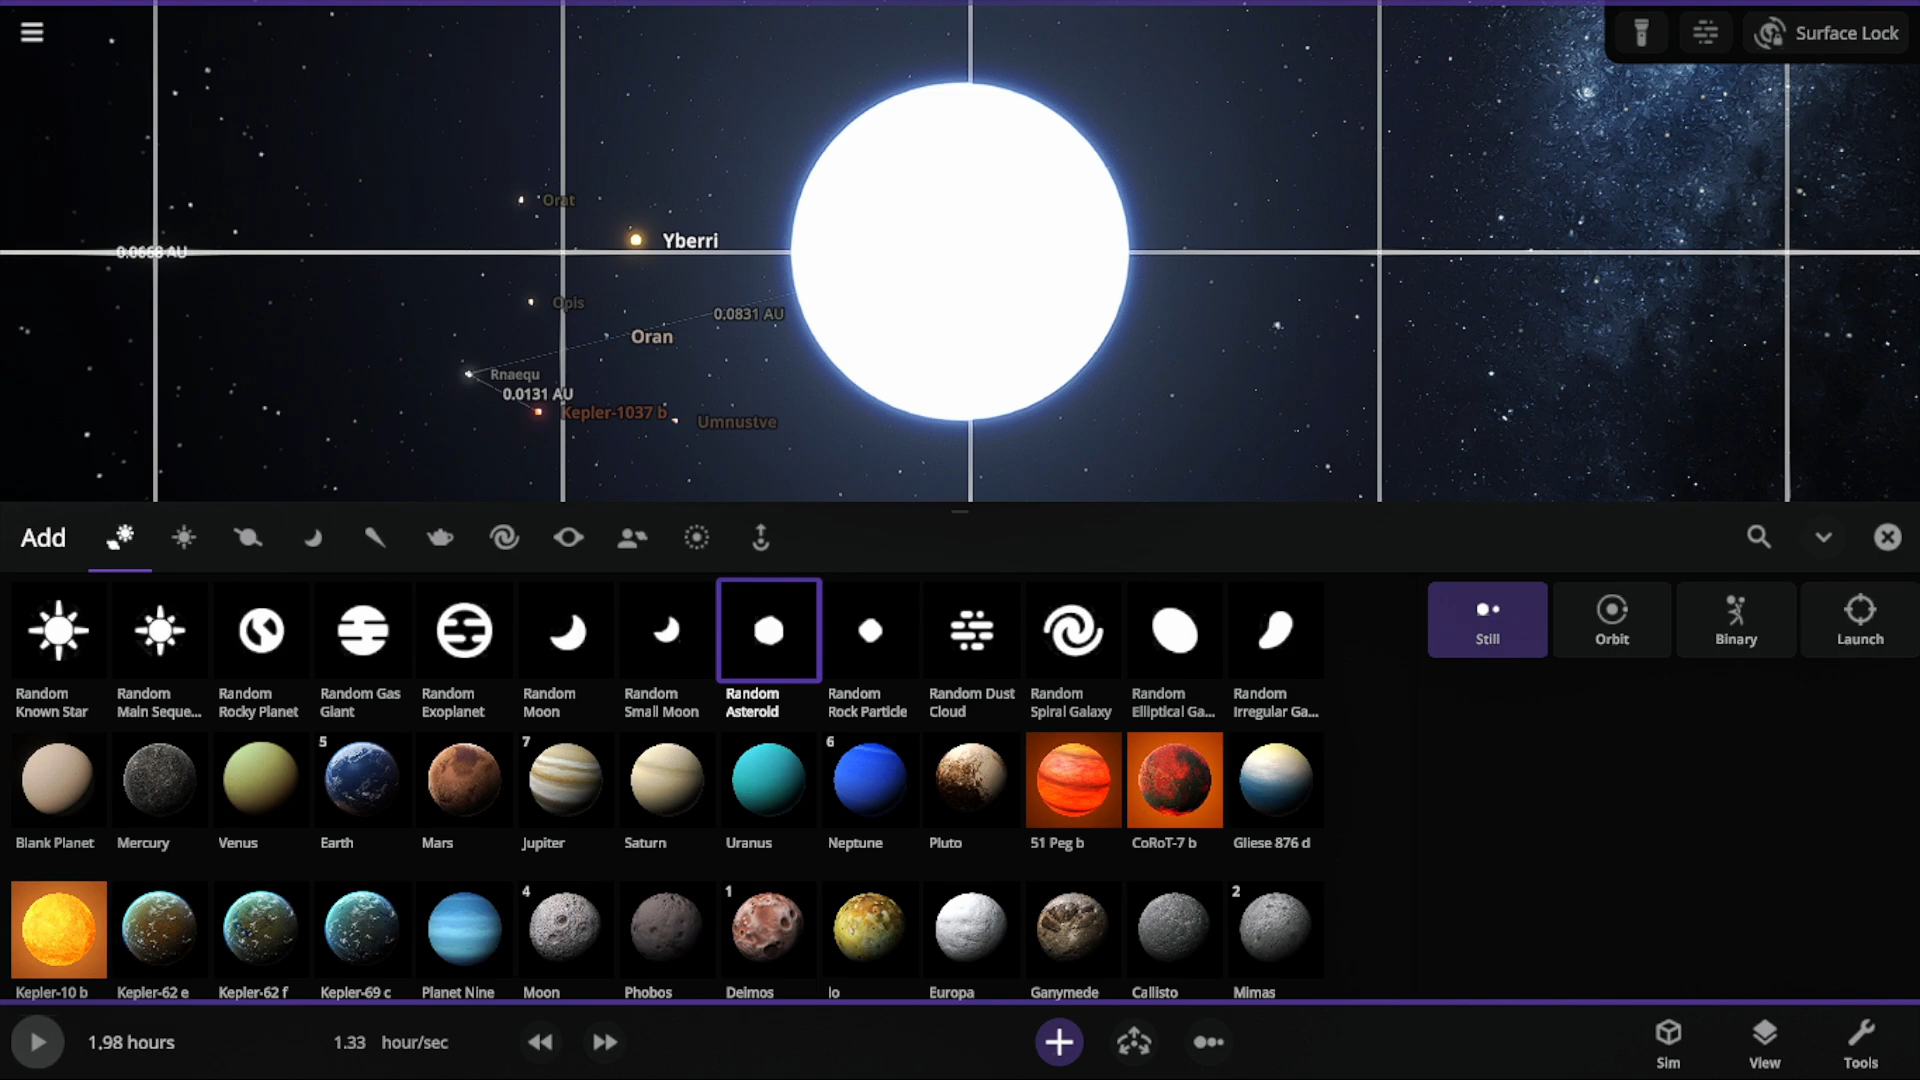 Surface Lock
Orat
Yberri
0.0668 AU
Opis
0.0831 AU
Oran
Rnaequ
0.0131 AU
Kepler-1037 b
Umnustve
Add
Still
Orbit
Binary
Launch
Random Known Star
Random Main Seque...
Random Rocky Planet
Random Gas Giant
Random Exoplanet
Random Moon
Random Small Moon
Random Asteroid
Random Rock Particle
Random Dust Cloud
Random Spiral Galaxy
Random Elliptical Ga...
Random Irregular Ga...
5
7
6
Blank Planet
Mercury
Venus
Earth
Mars
Jupiter
Saturn
Uranus
Neptune
Pluto
51 Peg b
CoRoT-7 b
Gliese 876 d
4
1
2
Kepler-10 b
Kepler-62 e
Kepler-62 f
Kepler-69 c
Planet Nine
Moon
Phobos
Deimos
Io
Europa
Ganymede
Callisto
Mimas
1.98 hours
1.33 hour/sec
Sim
View
Tools